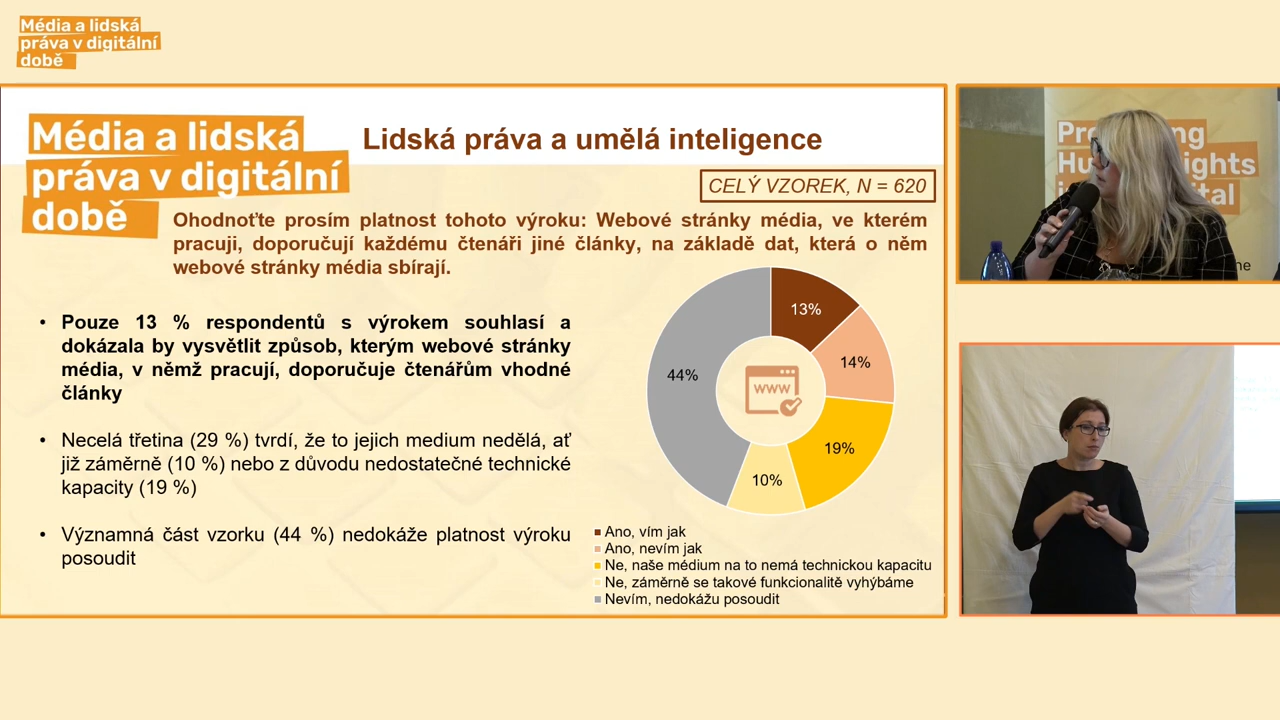 Média a lidská
práva v digitální
době
Média a lidská
práva v digitální
době
Lidská práva a umělá inteligence
CELÝ VZOREK, N = 620
Ohodnoťte prosím platnost tohoto výroku: Webové stránky média, ve kterém
pracuji, doporučují každému čtenáři jiné články, na základě dat, která o něm
webové stránky média sbírají.
• Pouze 13 % respondentů s výrokem souhlasí a
dokázala by vysvětlit způsob, kterým webové stránky
média, v němž pracují, doporučuje čtenářům vhodné
články
• Necelá třetina (29 %) tvrdí, že to jejich medium nedělá, ať
již záměrně (10 %) nebo z důvodu nedostatečné technické
kapacity (19 %)
• Významná část vzorku (44 %) nedokáže platnost výroku
posoudit
13%
14%
19%
10%
44%
www
Ano, vím jak
Ano, nevím jak
Ne, naše médium na to nemá technickou kapacitu
Ne, záměrně se takové funkcionalitě vyhýbáme
Nevím, nedokážu posoudit